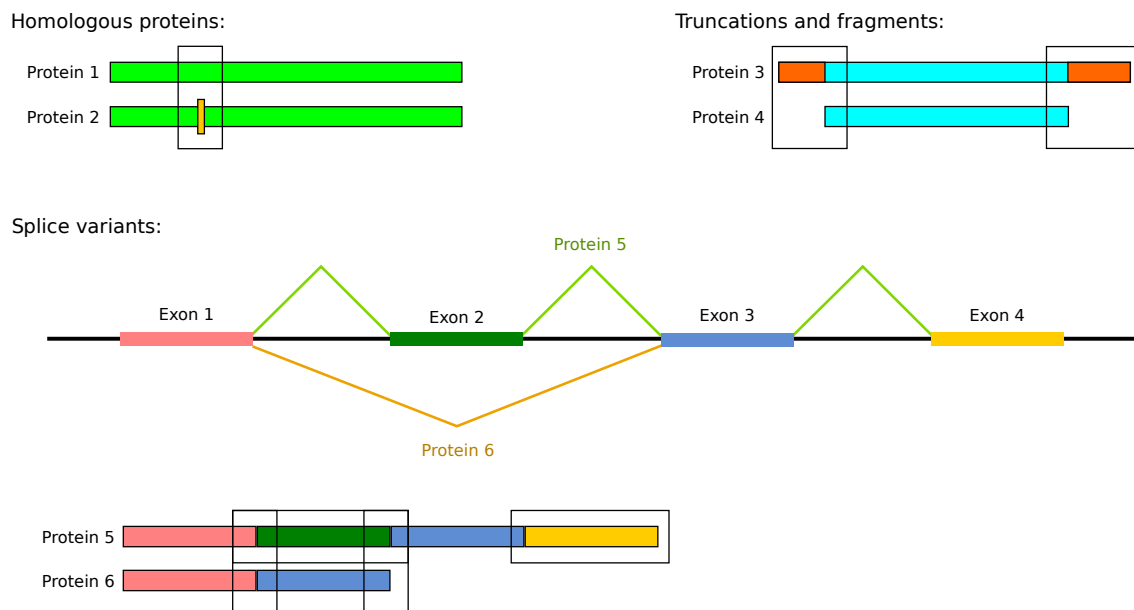 Homologous proteins:
Protein 1
Protein 2
Truncations and fragments:
Protein 3
Protein 4
Splice variants:
Protein 5
Exon 1
Exon 2
Exon 3
Exon 4
Protein 6
Protein 5
Protein 6